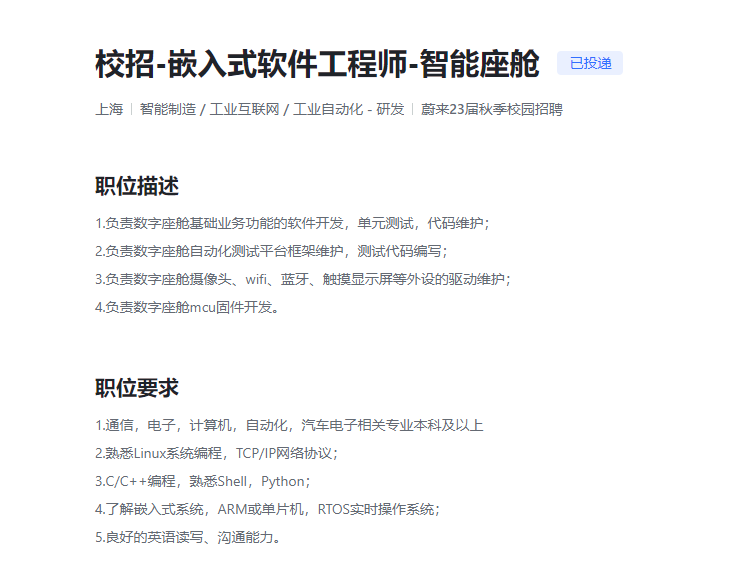 校招-嵌入式软件工程师-智能座舱 已投递
上海 | 智能制造 / 工业互联网 / 工业自动化 - 研发 | 蔚来23届秋季校园招聘
职位描述
1.负责数字座舱基础业务功能的软件开发，单元测试，代码维护；
2.负责数字座舱自动化测试平台框架维护，测试代码编写；
3.负责数字座舱摄像头、wifi、蓝牙、触摸显示屏等外设的驱动维护；
4.负责数字座舱mcu固件开发。
职位要求
1.通信，电子，计算机，自动化，汽车电子相关专业本科及以上
2.熟悉Linux系统编程，TCP/IP网络协议；
3.C/C++编程，熟悉Shell，Python；
4.了解嵌入式系统，ARM或单片机，RTOS实时操作系统；
5.良好的英语读写、沟通能力。